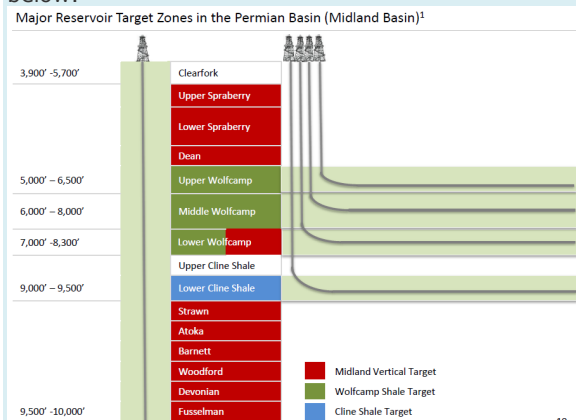 below:
Major Reservoir Target Zones in the Permian Basin (Midland Basin)¹
3,900' -5,700'
Clearfork
Upper Spraberry
Lower Spraberry
Dean
5,000' – 6,500'
Upper Wolfcamp
6,000' – 8,000'
Middle Wolfcamp
7,000' -8,300'
Lower Wolfcamp
Upper Cline Shale
9,000' – 9,500'
Lower Cline Shale
Strawn
Atoka
Barnett
Woodford
Devonian
9,500' -10,000'
Fusselman
Midland Vertical Target
Wolfcamp Shale Target
Cline Shale Target